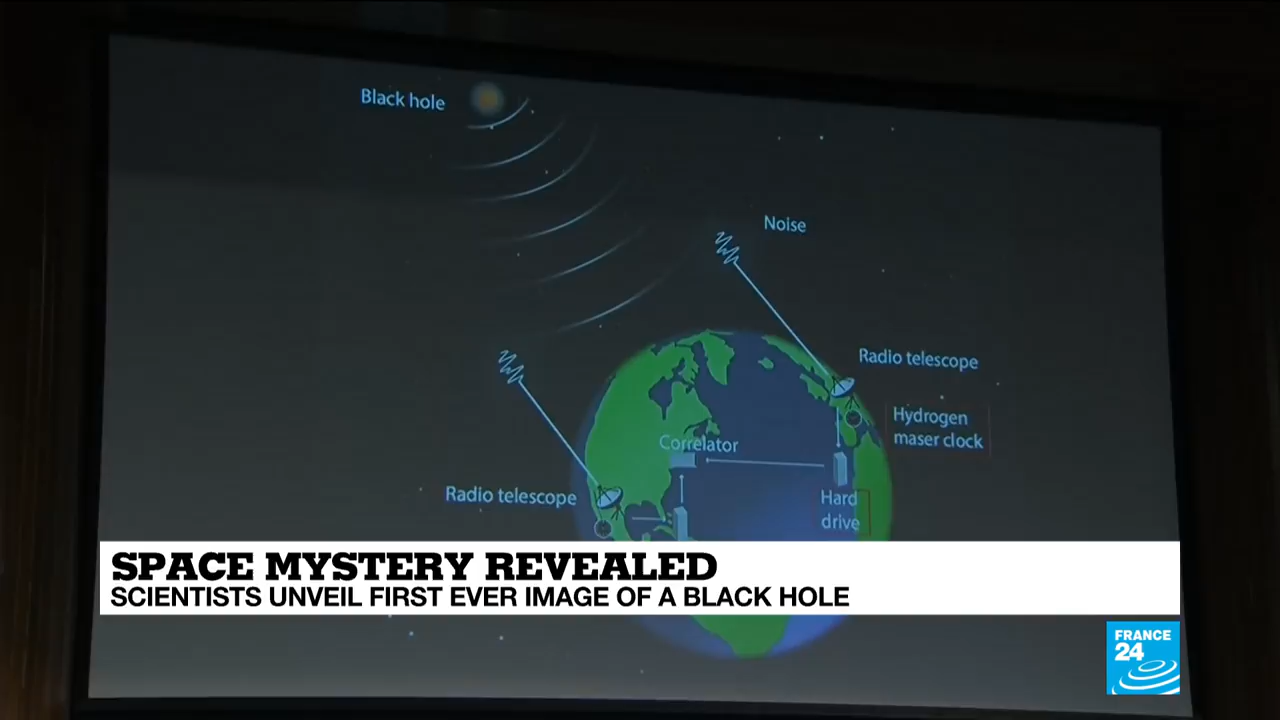 Black hole
Noise
Radio telescope
Hydrogen
maser clock
Correlator
Radio telescope
Hard
drive
SPACE MYSTERY REVEALED
SCIENTISTS UNVEIL FIRST EVER IMAGE OF A BLACK HOLE
FRANCE
24